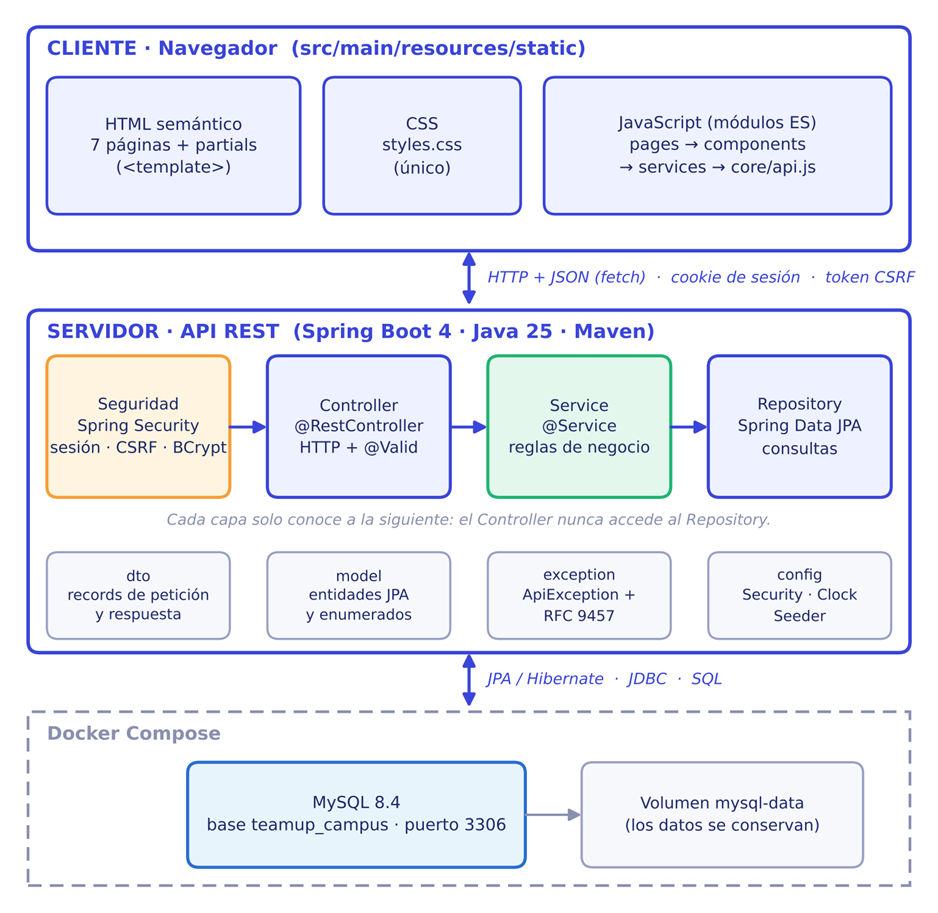 CLIENTE · Navegador (src/main/resources/static)
HTML semántico
7 páginas + partials
(<template>)
CSS
styles.css
(único)
JavaScript (módulos ES)
pages → components
→ services → core/api.js
HTTP + JSON (fetch) · cookie de sesión · token CSRF
SERVIDOR · API REST (Spring Boot 4 · Java 25 · Maven)
Seguridad
Spring Security
sesión · CSRF · BCrypt
Controller
@RestController
HTTP + @Valid
Service
@Service
reglas de negocio
Repository
Spring Data JPA
consultas
Cada capa solo conoce a la siguiente: el Controller nunca accede al Repository.
dto
records de petición
y respuesta
model
entidades JPA
y enumerados
exception
ApiException +
RFC 9457
config
Security · Clock
Seeder
JPA / Hibernate · JDBC · SQL
Docker Compose
MySQL 8.4
base teamup_campus · puerto 3306
Volumen mysql-data
(los datos se conservan)